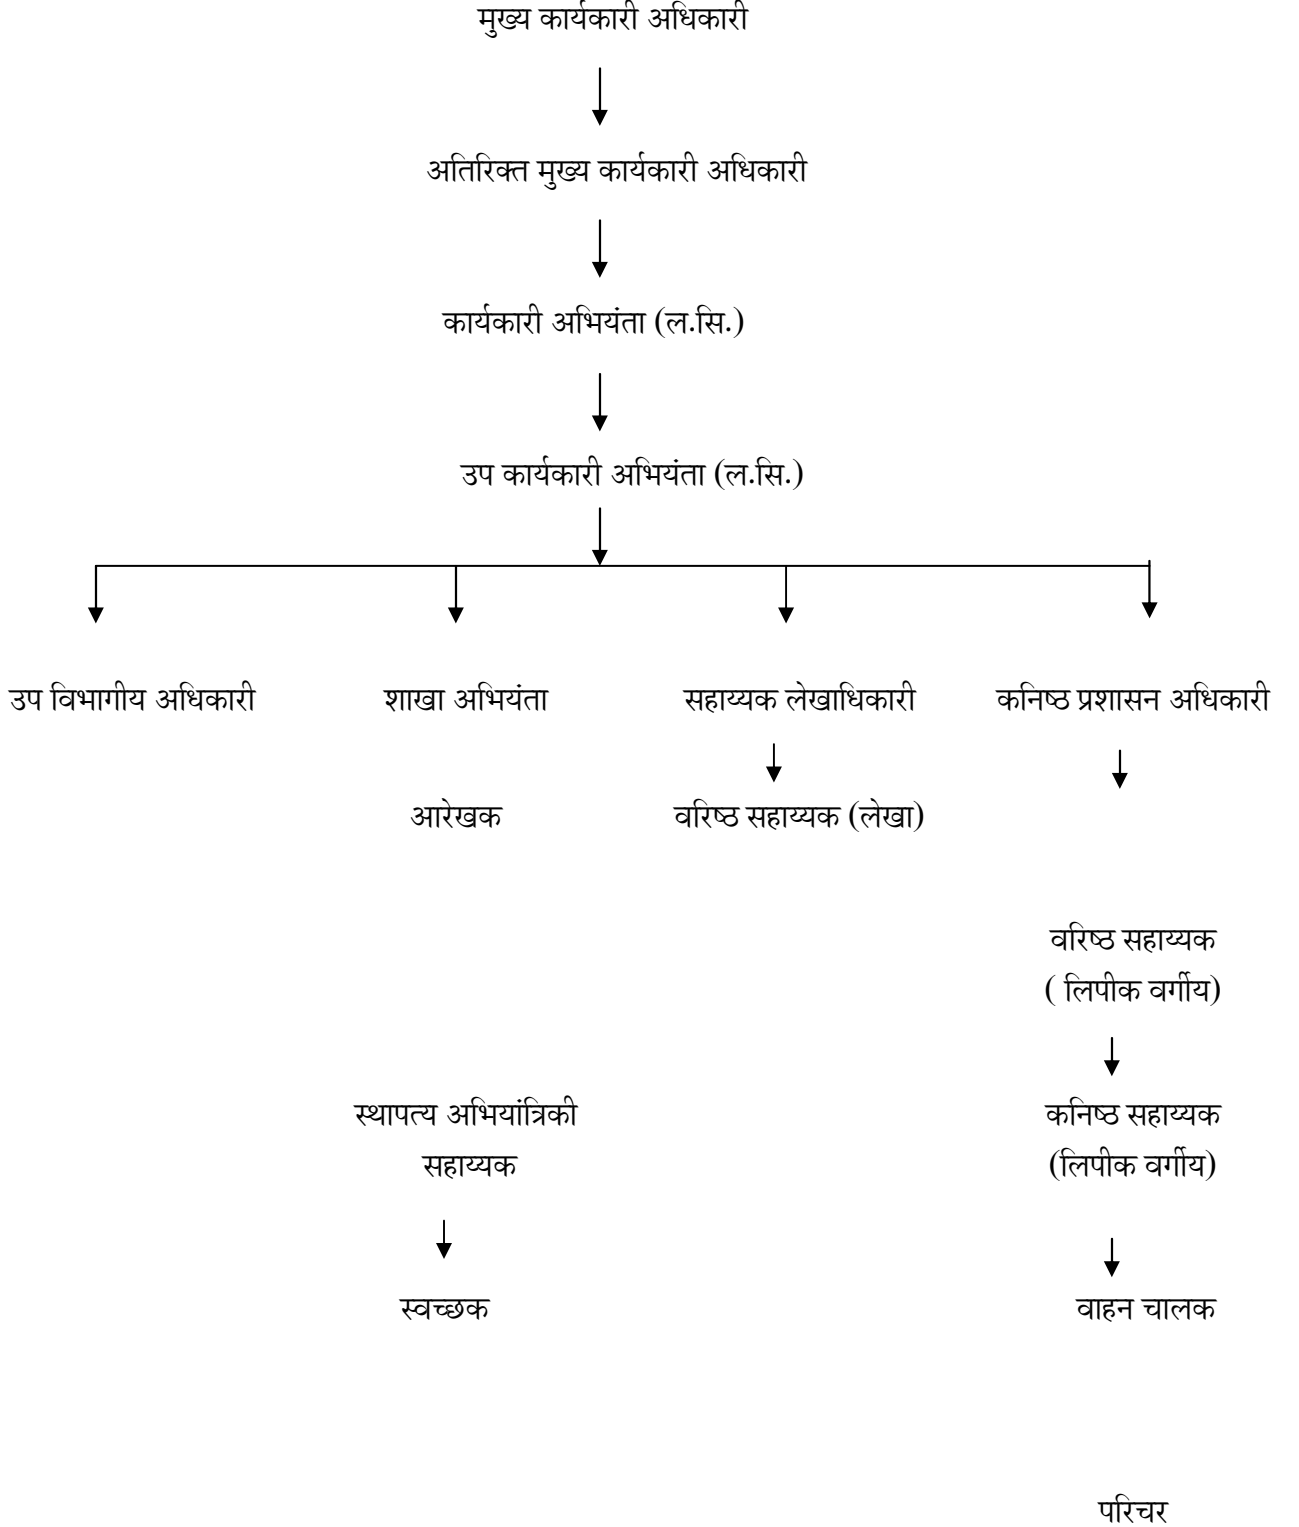 मुख्य कार्यकारी अधिकारी
अतिरिक्त मुख्य कार्यकारी अधिकारी
कार्यकारी अभियंता (ल.सि.)
उप कार्यकारी अभियंता (ल.सि.)
उप विभागीय अधिकारी शाखा अभियंता सहाय्यक लेखाधिकारी कनिष्ठ प्रशासन अधिकारी
आरेखक वरिष्ठ सहाय्यक (लेखा)
वरिष्ठ सहाय्यक
( लिपीक वर्गीय)
स्थापत्य अभियांत्रिकी कनिष्ठ सहाय्यक
सहाय्यक (लिपीक वर्गीय)
स्वच्छक वाहन चालक
परिचर